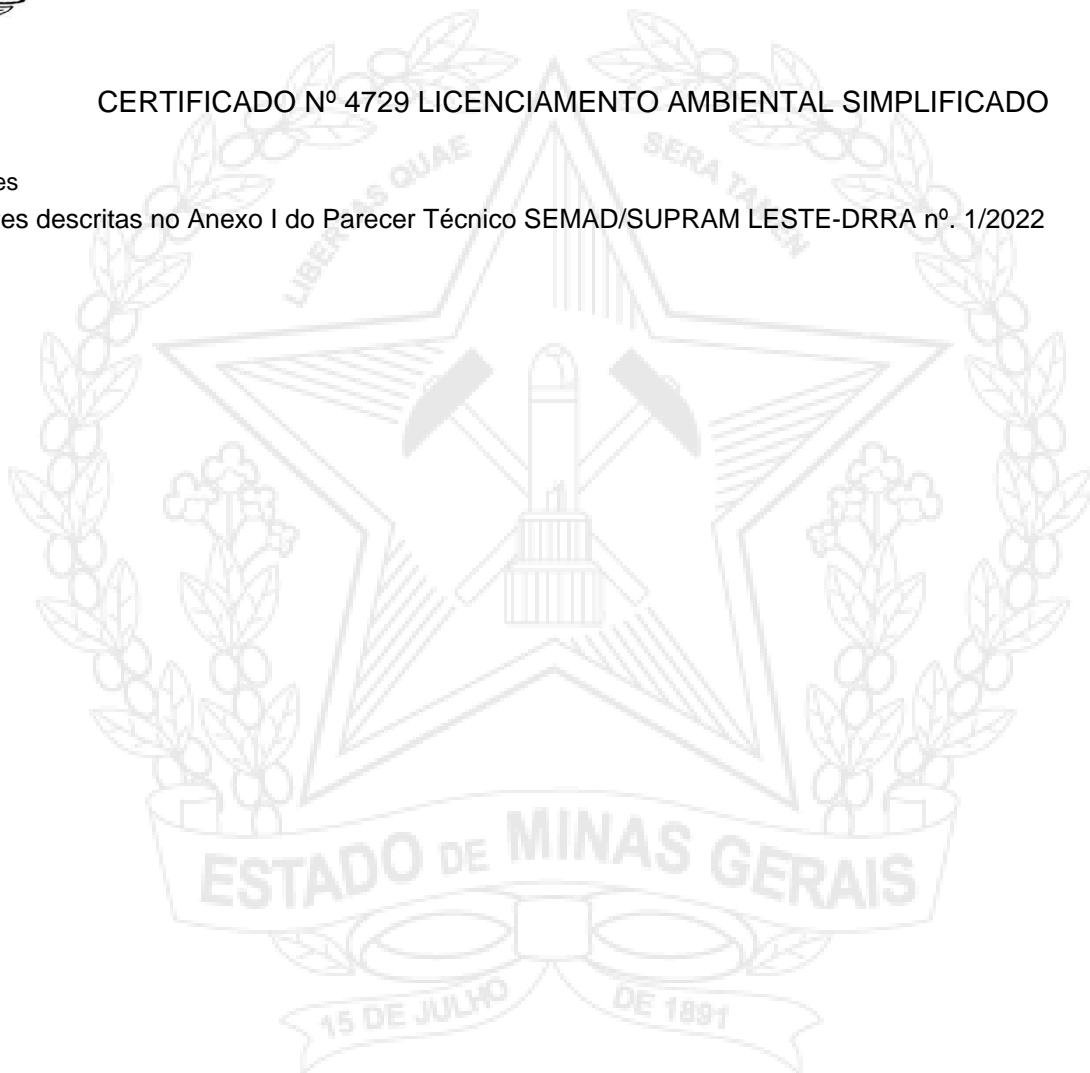 CERTIFICADO Nº 4729 LICENCIAMENTO AMBIENTAL SIMPLIFICADO
es
es descritas no Anexo I do Parecer Técnico SEMAD/SUPRAM LESTE-DRRA nº. 1/2022
LIBERTAS QUAE SERA TAMEN
ESTADO DE MINAS GERAIS
15 DE JULHO DE 1891